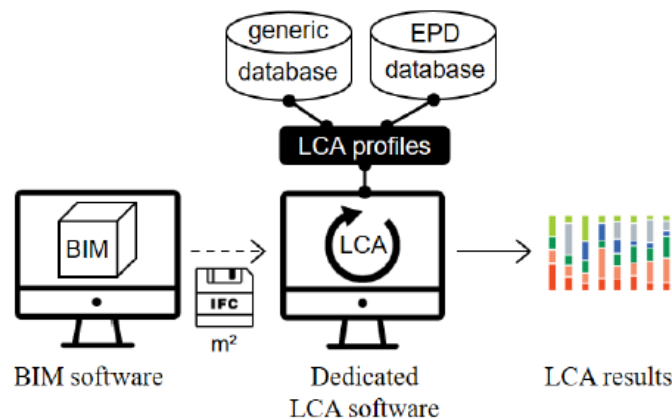 generic
database
EPD
database
LCA profiles
BIM
LCA
IFC
m²
BIM software
Dedicated
LCA software
LCA results